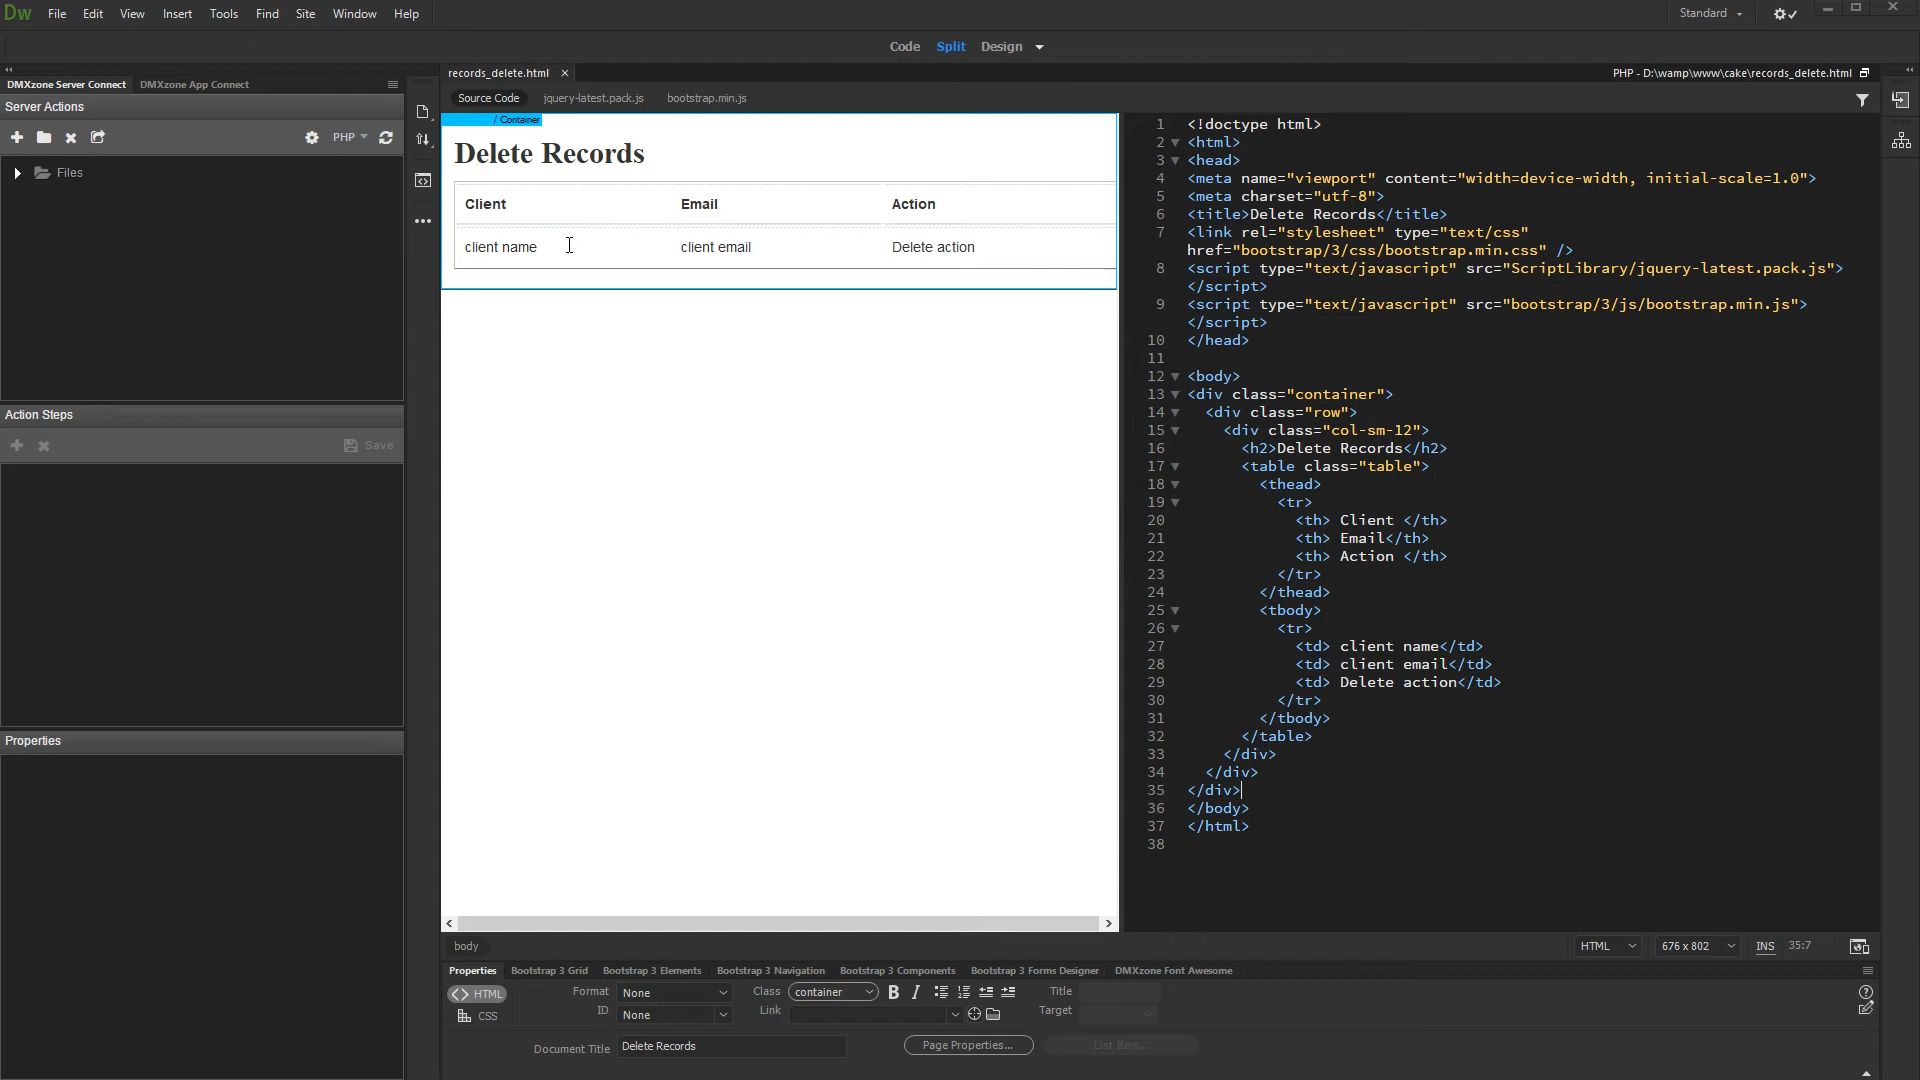 Dw File Edit View Insert Tools Find Site Window Help Standard
Code Split Design
DMXzone Server Connect DMXzone App Connect
Server Actions
PHP
Files
Action Steps
Save
Properties
records_delete.html
PHP - D:\wamp\www\cake\records_delete.html
Source Code jquery-latest.pack.js bootstrap.min.js
/ Container
Delete Records
Client Email Action
client name client email Delete action
1 <!doctype html>
2 <html>
3 <head>
4 <meta name="viewport" content="width=device-width, initial-scale=1.0">
5 <meta charset="utf-8">
6 <title>Delete Records</title>
7 <link rel="stylesheet" type="text/css"
href="bootstrap/3/css/bootstrap.min.css" />
8 <script type="text/javascript" src="ScriptLibrary/jquery-latest.pack.js">
</script>
9 <script type="text/javascript" src="bootstrap/3/js/bootstrap.min.js">
</script>
10 </head>
11
12 <body>
13 <div class="container">
14 <div class="row">
15 <div class="col-sm-12">
16 <h2>Delete Records</h2>
17 <table class="table">
18 <thead>
19 <tr>
20 <th> Client </th>
21 <th> Email</th>
22 <th> Action </th>
23 </tr>
24 </thead>
25 <tbody>
26 <tr>
27 <td> client name</td>
28 <td> client email</td>
29 <td> Delete action</td>
30 </tr>
31 </tbody>
32 </table>
33 </div>
34 </div>
35 </div>
36 </body>
37 </html>
38
body HTML 676 x 802 INS 35:7
Properties Bootstrap 3 Grid Bootstrap 3 Elements Bootstrap 3 Navigation Bootstrap 3 Components Bootstrap 3 Forms Designer DMXzone Font Awesome
HTML Format None Class container B I Title
CSS ID None Link Target
Document Title Delete Records Page Properties... List Item...